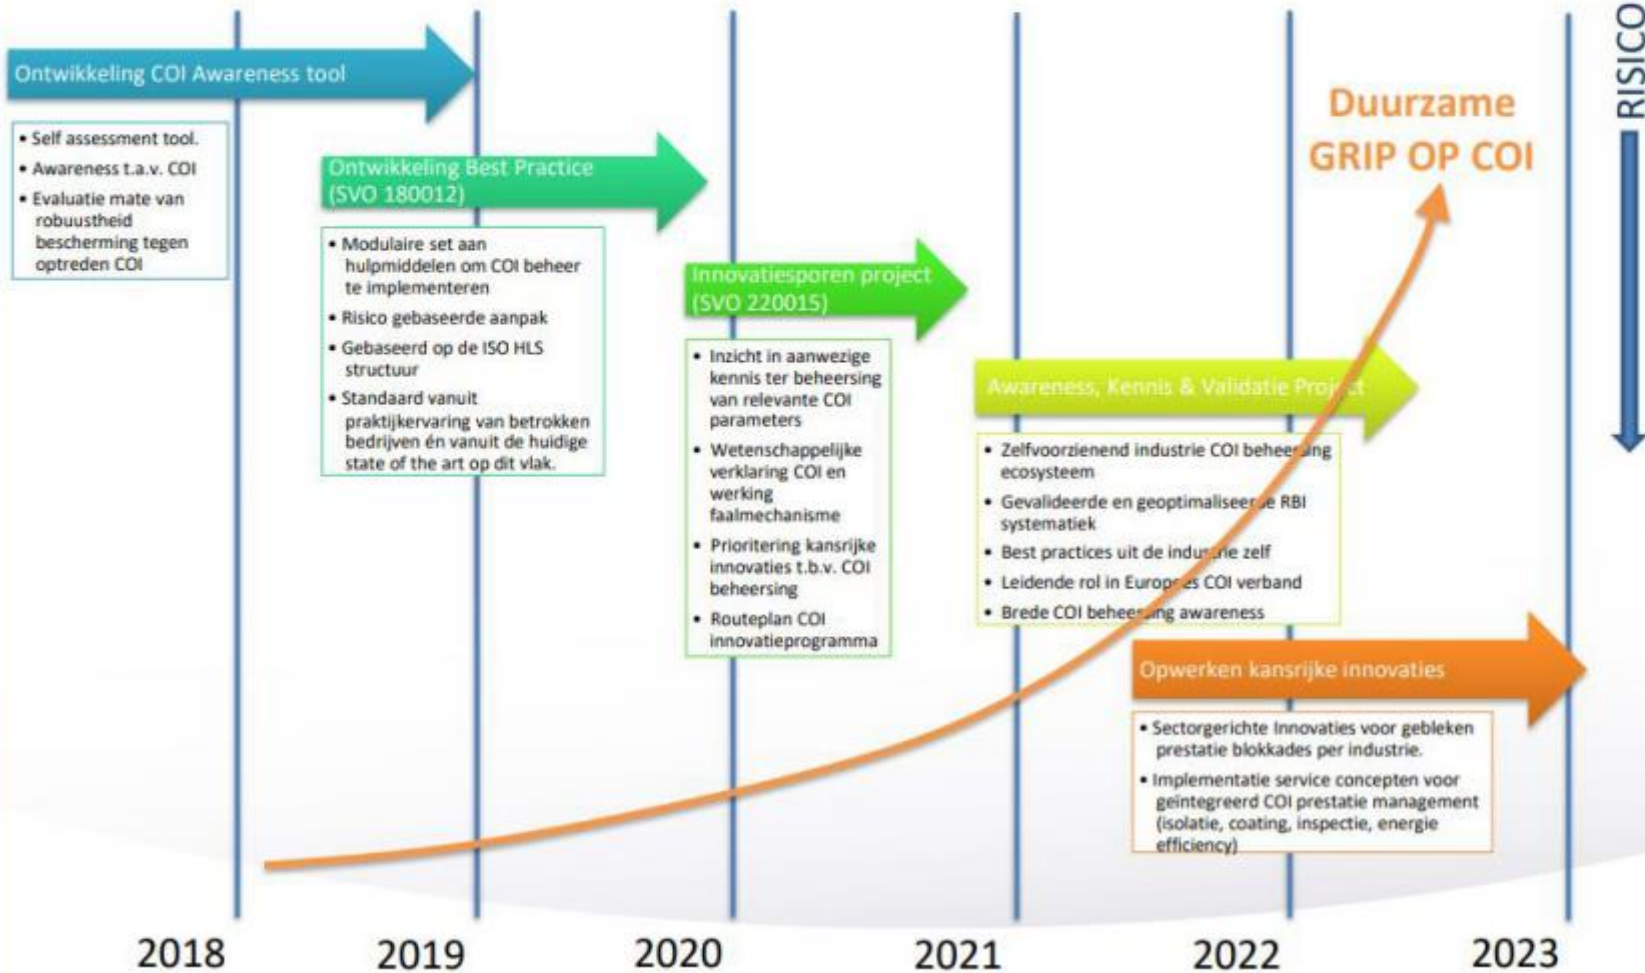 Ontwikkeling COI Awareness tool
• Self assessment tool.
• Awareness t.a.v. COI
• Evaluatie mate van
robuustheid
bescherming tegen
optreden COI
Ontwikkeling Best Practice
(SVO 180012)
• Modulaire set aan
hulpmiddelen om COI beheer
te implementeren
• Risico gebaseerde aanpak
• Gebaseerd op de ISO HLS
structuur
• Standaard vanuit
praktijkervaring van betrokken
bedrijven én vanuit de huidige
state of the art op dit vlak.
Innovatiesporen project
(SVO 220015)
• Inzicht in aanwezige
kennis ter beheersing
van relevante COI
parameters
• Wetenschappelijke
verklaring COI en
werking
faalmechanisme
• Prioritering kansrijke
innovaties t.b.v. COI
beheersing
• Routeplan COI
innovatieprogramma
Awareness, Kennis & Validatie Project
• Zelfvoorzienend industrie COI beheersing
ecosysteem
• Gevalideerde en geoptimaliseerde RBI
systematiek
• Best practices uit de industrie zelf
• Leidende rol in Europees COI verband
• Brede COI beheersing awareness
Opwerken kansrijke innovaties
• Sectorgerichte Innovaties voor gebleken
prestatie blokkades per industrie.
• Implementatie service concepten voor
geïntegreerd COI prestatie management
(isolatie, coating, inspectie, energie
efficiency)
Duurzame
GRIP OP COI
RISICO
2018
2019
2020
2021
2022
2023